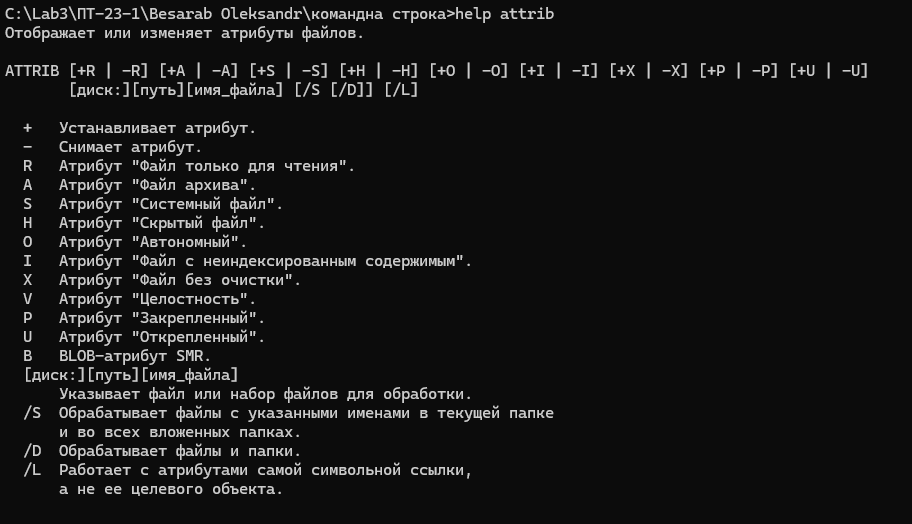 C:\Lab3\ПТ-23-1\Besarab Oleksandr\командна строка>help attrib
Отображает или изменяет атрибуты файлов.
ATTRIB [+R | -R] [+A | -A] [+S | -S] [+H | -H] [+O | -O] [+I | -I] [+X | -X] [+P | -P] [+U | -U]
[диск:][путь][имя_файла] [/S [/D]] [/L]
+ Устанавливает атрибут.
- Снимает атрибут.
R Атрибут "Файл только для чтения".
A Атрибут "Файл архива".
S Атрибут "Системный файл".
H Атрибут "Скрытый файл".
O Атрибут "Автономный".
I Атрибут "Файл с неиндексированным содержимым".
X Атрибут "Файл без очистки".
V Атрибут "Целостность".
P Атрибут "Закрепленный".
U Атрибут "Открепленный".
B BLOB-атрибут SMR.
[диск:][путь][имя_файла]
Указывает файл или набор файлов для обработки.
/S Обрабатывает файлы с указанными именами в текущей папке
и во всех вложенных папках.
/D Обрабатывает файлы и папки.
/L Работает с атрибутами самой символьной ссылки,
а не ее целевого объекта.